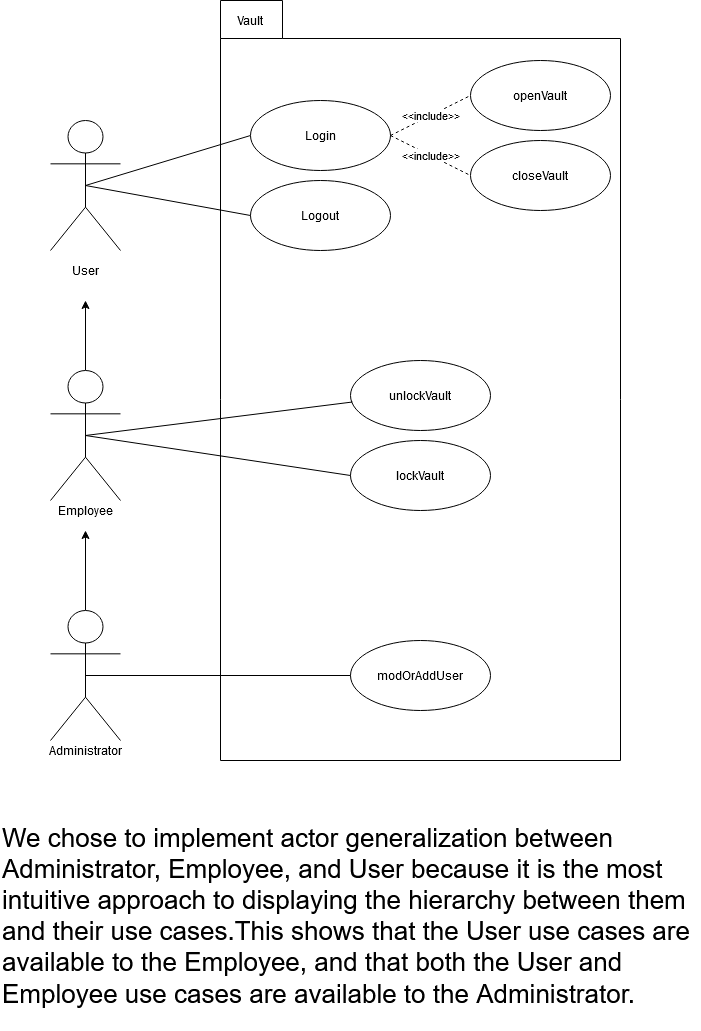 Vault
openVault
<<include>>
Login
<<include>>
closeVault
Logout
User
unlockVault
lockVault
Employee
modOrAddUser
Administrator
We chose to implement actor generalization between
Administrator, Employee, and User because it is the most
intuitive approach to displaying the hierarchy between them
and their use cases.This shows that the User use cases are
available to the Employee, and that both the User and
Employee use cases are available to the Administrator.